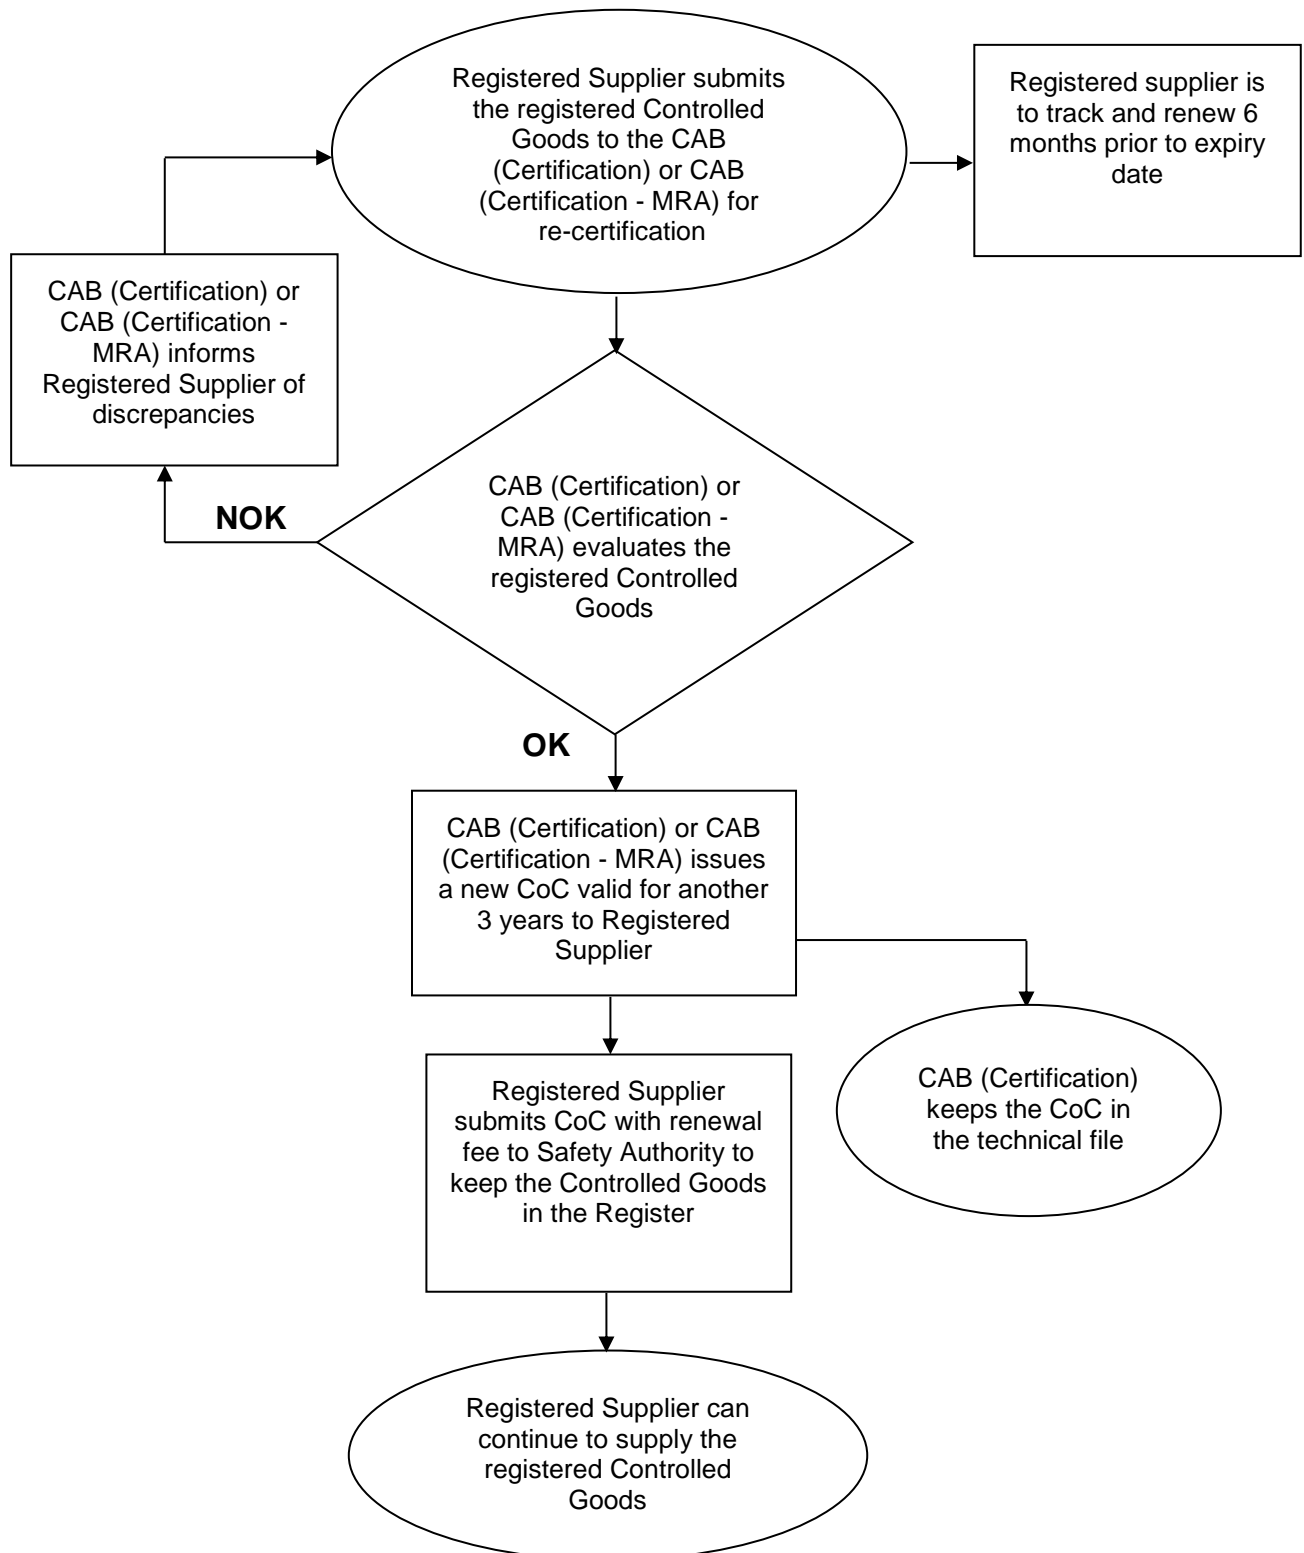 Registered Supplier submits
the registered Controlled
Goods to the CAB
(Certification) or CAB
(Certification - MRA) for
re-certification
Registered supplier is
to track and renew 6
months prior to expiry
date
CAB (Certification) or
CAB (Certification -
MRA) informs
Registered Supplier of
discrepancies
CAB (Certification) or
CAB (Certification -
MRA) evaluates the
registered Controlled
Goods
NOK
OK
CAB (Certification) or CAB
(Certification - MRA) issues
a new CoC valid for another
3 years to Registered
Supplier
Registered Supplier
submits CoC with renewal
fee to Safety Authority to
keep the Controlled Goods
in the Register
CAB (Certification)
keeps the CoC in
the technical file
Registered Supplier can
continue to supply the
registered Controlled
Goods